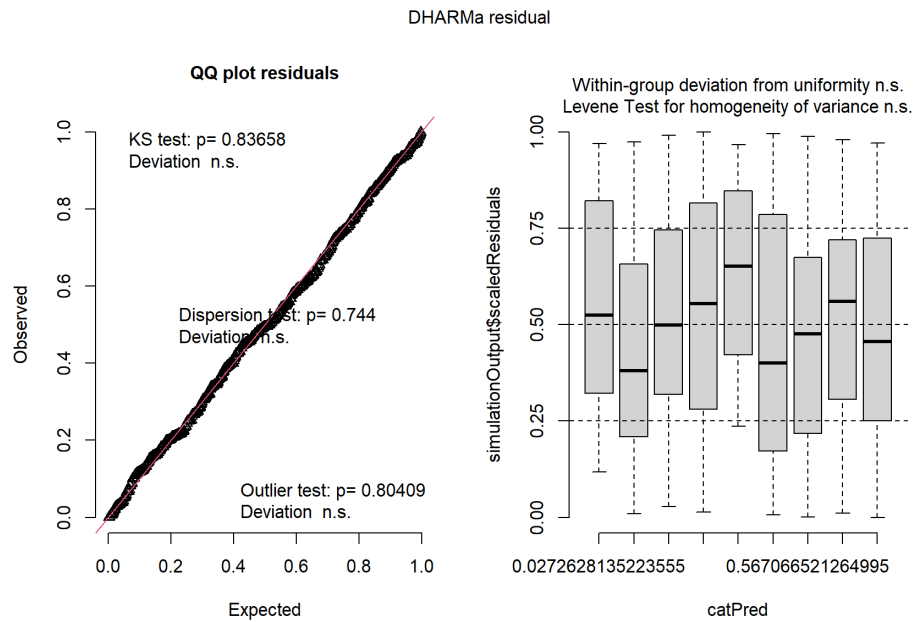 DHARMa residual
QQ plot residuals
KS test: p= 0.83658
Deviation n.s.
Dispersion test: p= 0.744
Deviation n.s.
Outlier test: p= 0.80409
Deviation n.s.
Observed
0.0 0.2 0.4 0.6 0.8 1.0
0.0 0.2 0.4 0.6 0.8 1.0
Expected
Within-group deviation from uniformity n.s.
Levene Test for homogeneity of variance n.s.
simulationOutput$scaledResiduals
0.00 0.25 0.50 0.75 1.00
0.0272628135223555 0.567066521264995
catPred